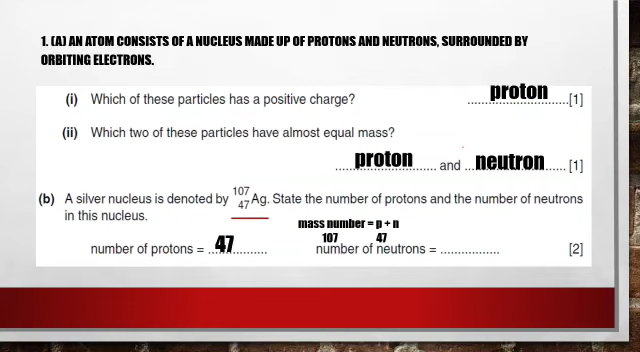 1. (A) AN ATOM CONSISTS OF A NUCLEUS MADE UP OF PROTONS AND NEUTRONS, SURROUNDED BY
ORBITING ELECTRONS.
(i) Which of these particles has a positive charge?
proton [1]
(ii) Which two of these particles have almost equal mass?
proton and neutron [1]
(b) A silver nucleus is denoted by 107 47 Ag. State the number of protons and the number of neutrons
in this nucleus.
mass number = p + n
107 47
number of protons = 47 number of neutrons = ................. [2]